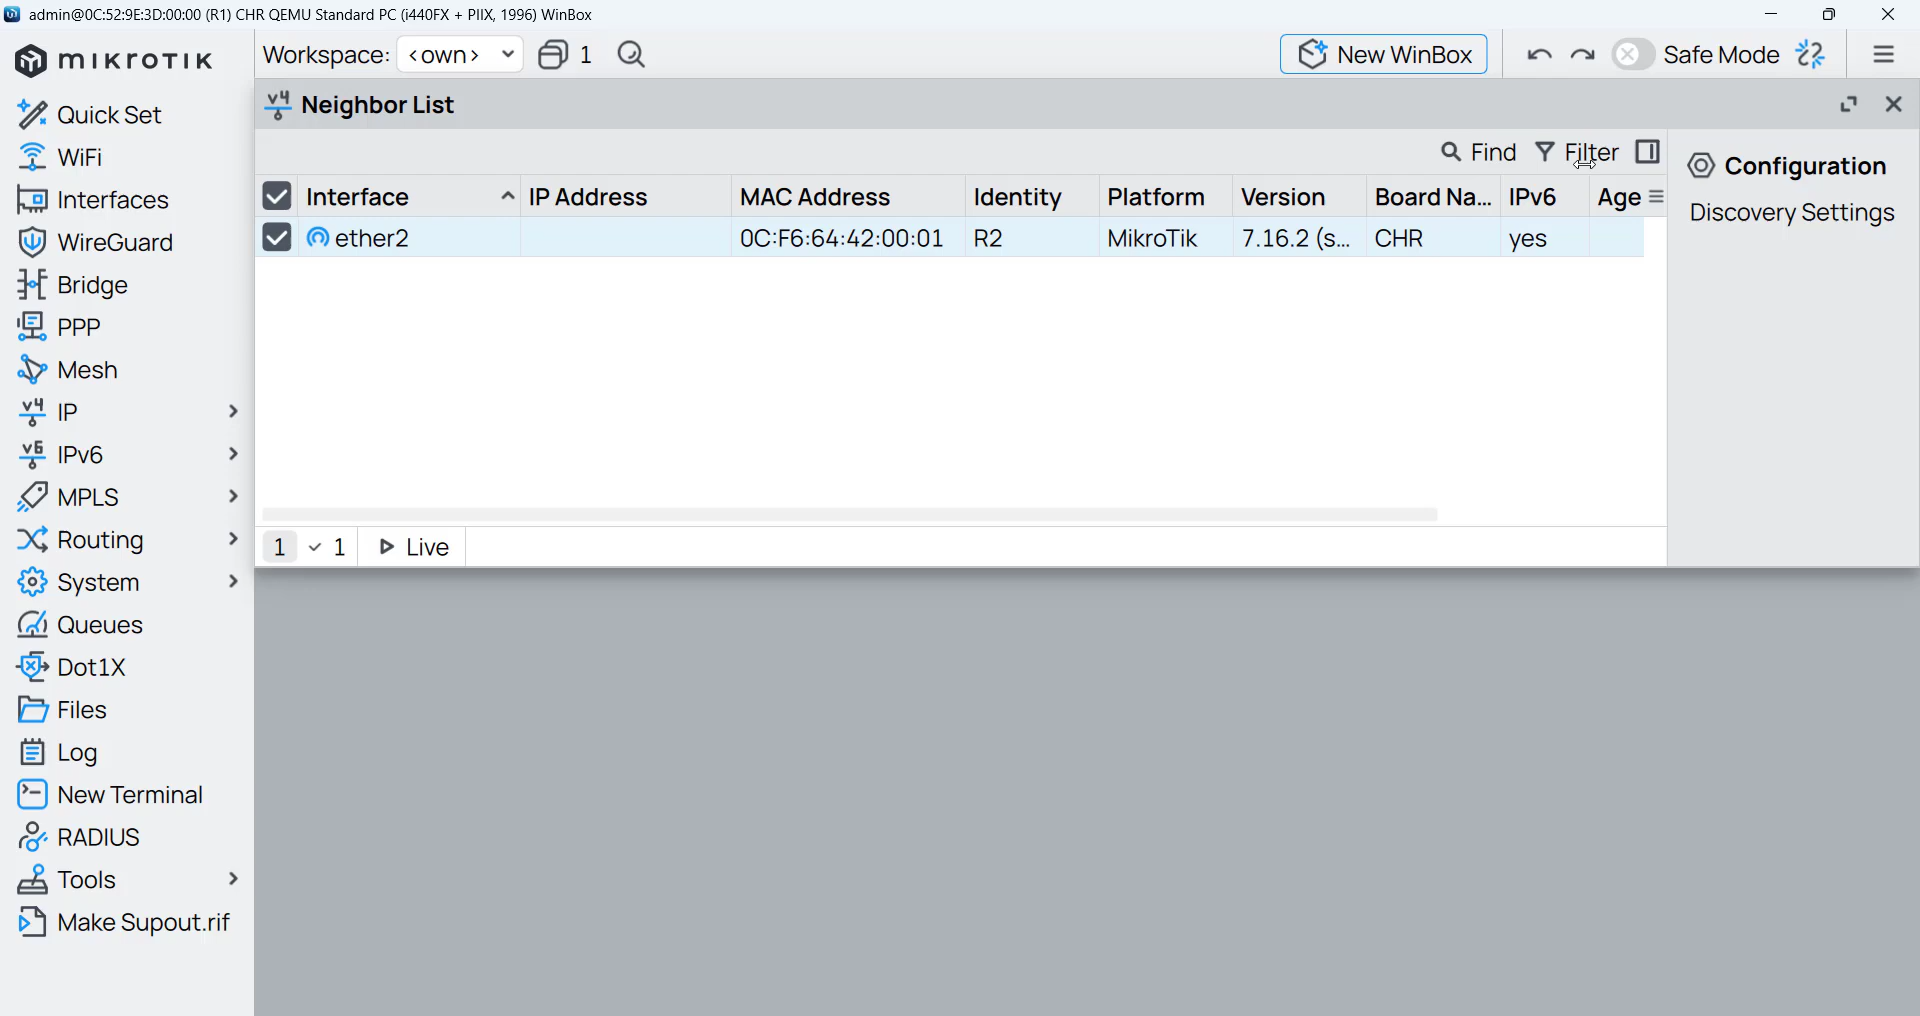 admin@0C:52:9E:3D:00:00 (R1) CHR QEMU Standard PC (i440FX + PIIX, 1996) WinBox
mikrotik
Workspace: <own> 1 New WinBox Safe Mode
Neighbor List
Quick Set
WiFi
Interfaces
WireGuard
Bridge
PPP
Mesh
v4 IP
v6 IPv6
MPLS
Routing
System
Queues
Dot1X
Files
Log
New Terminal
RADIUS
Tools
Make Supout.rif
Find Filter
Interface IP Address MAC Address Identity Platform Version Board Na... IPv6 Age
ether2 0C:F6:64:42:00:01 R2 MikroTik 7.16.2 (s... CHR yes
1 1 Live
Configuration
Discovery Settings